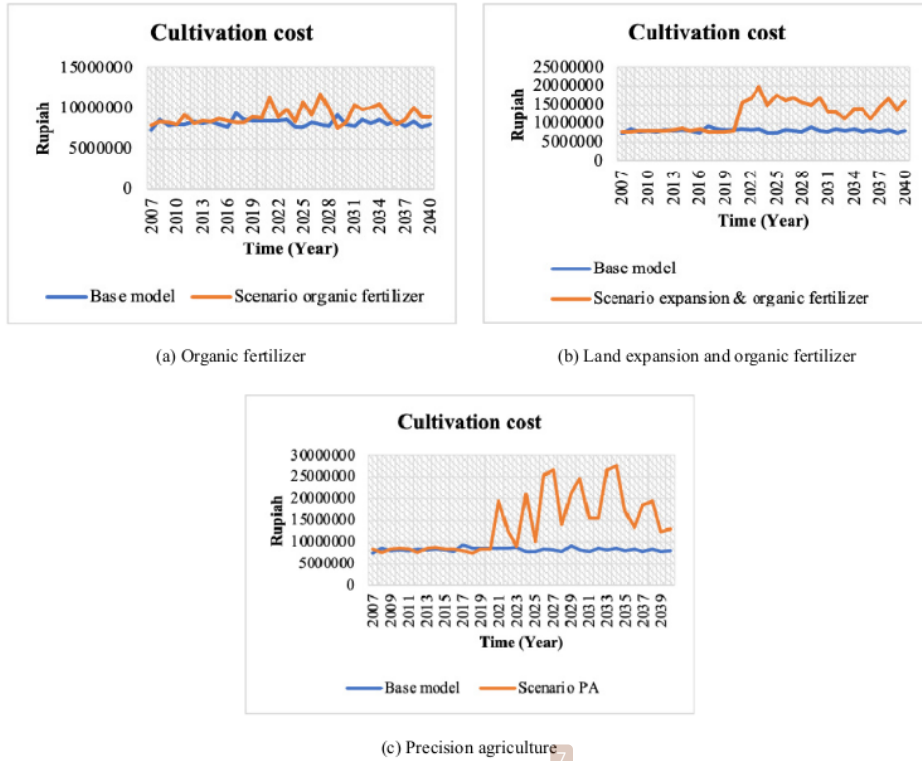 Cultivation cost
15000000
10000000
5000000
0
Rupiah
2007 2010 2013 2016 2019 2022 2025 2028 2031 2034 2037 2040
Time (Year)
Base model Scenario organic fertilizer
(a) Organic fertilizer
Cultivation cost
25000000
20000000
15000000
10000000
5000000
0
Rupiah
2007 2010 2013 2016 2019 2022 2025 2028 2031 2034 2037 2040
Time (Year)
Base model
Scenario expansion & organic fertilizer
(b) Land expansion and organic fertilizer
Cultivation cost
30000000
25000000
20000000
15000000
10000000
5000000
0
Rupiah
2007 2009 2011 2013 2015 2017 2019 2021 2023 2025 2027 2029 2031 2033 2035 2037 2039
Time (Year)
Base model Scenario PA
(c) Precision agriculture
7